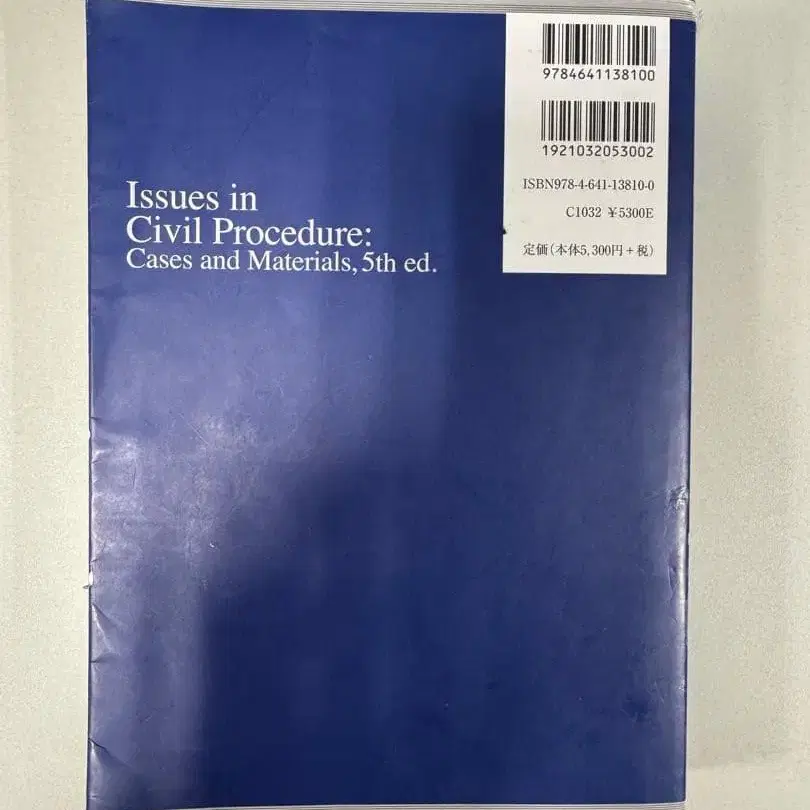 9784641138100
1921032053002
ISBN978-4-641-13810-0
C1032 ¥5300E
定価(本体5,300円+税)
Issues in
Civil Procedure:
Cases and Materials, 5th ed.